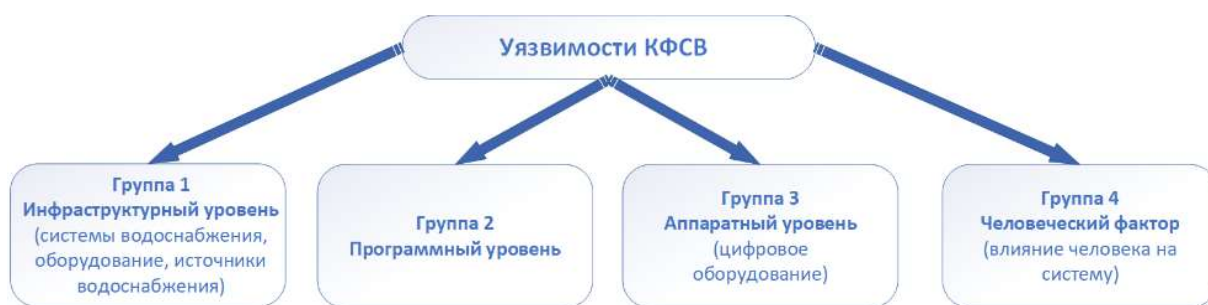 Уязвимости КФСВ
Группа 1
Инфраструктурный уровень
(системы водоснабжения,
оборудование, источники
водоснабжения)
Группа 2
Программный уровень
Группа 3
Аппаратный уровень
(цифровое
оборудование)
Группа 4
Человеческий фактор
(влияние человека на
систему)